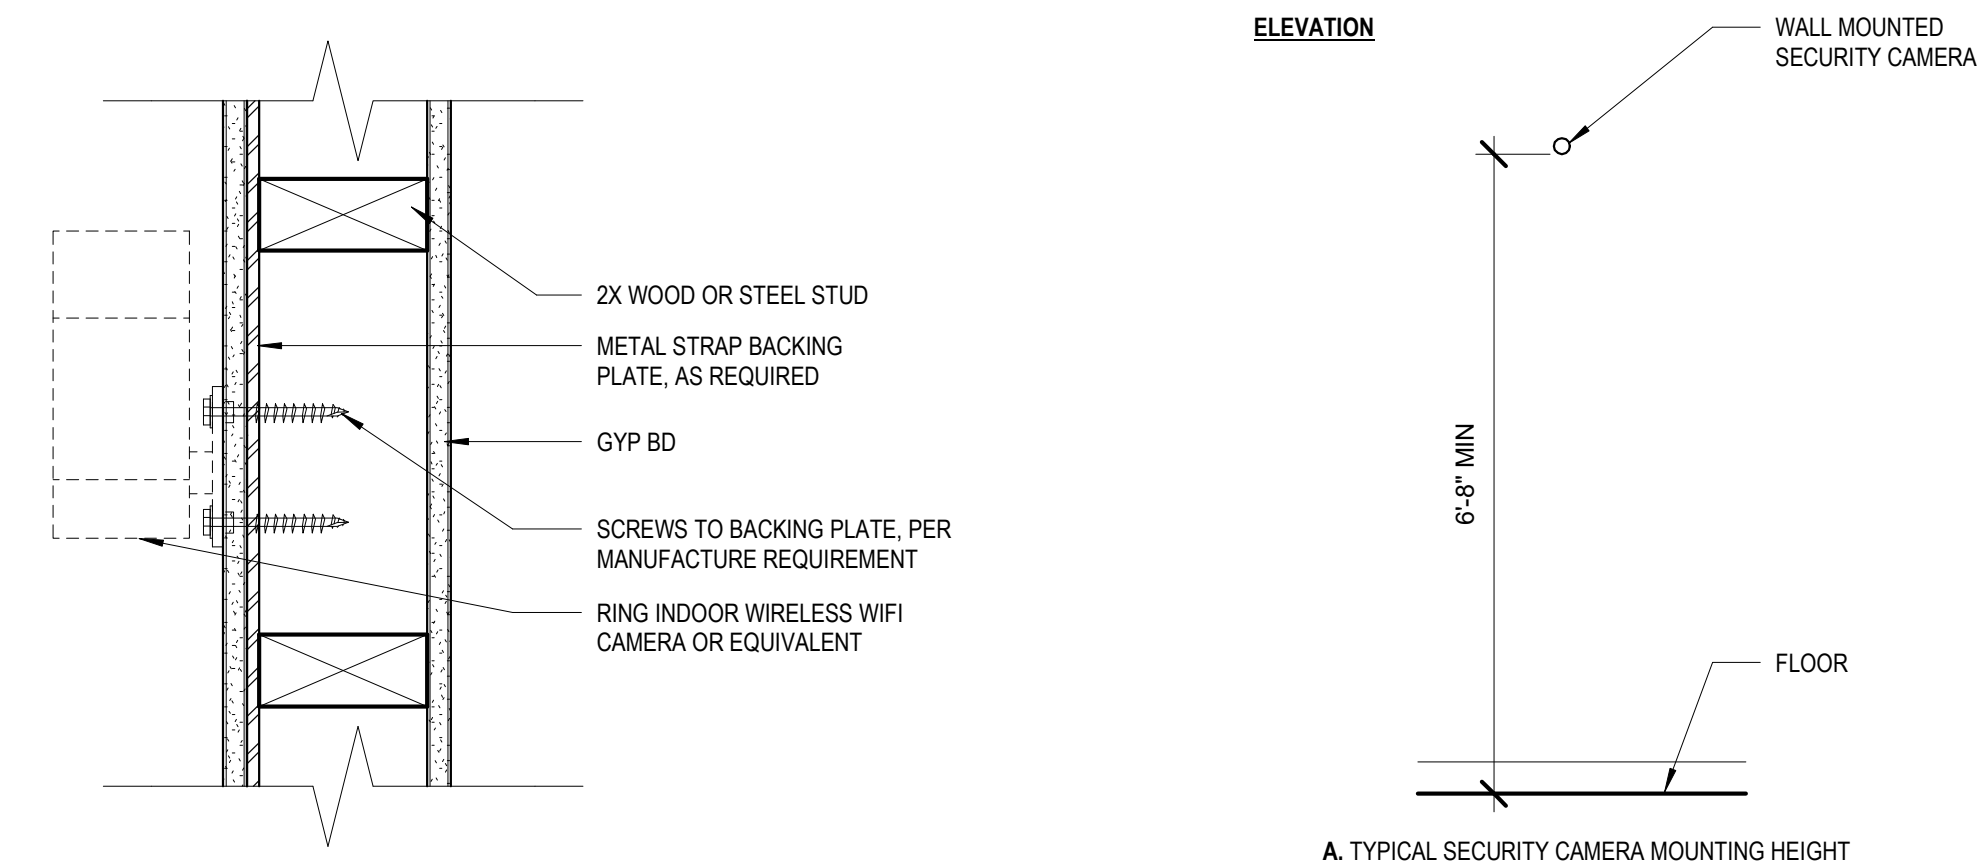 2X WOOD OR STEEL STUD
METAL STRAP BACKING
PLATE, AS REQUIRED
GYP BD
SCREWS TO BACKING PLATE, PER
MANUFACTURE REQUIREMENT
RING INDOOR WIRELESS WIFI
CAMERA OR EQUIVALENT
ELEVATION
WALL MOUNTED
SECURITY CAMERA
6'-8" MIN
FLOOR
A. TYPICAL SECURITY CAMERA MOUNTING HEIGHT